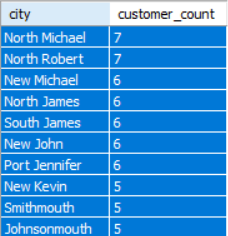 city customer_count
North Michael 7
North Robert 7
New Michael 6
North James 6
South James 6
New John 6
Port Jennifer 6
New Kevin 5
Smithmouth 5
Johnsonmouth 5